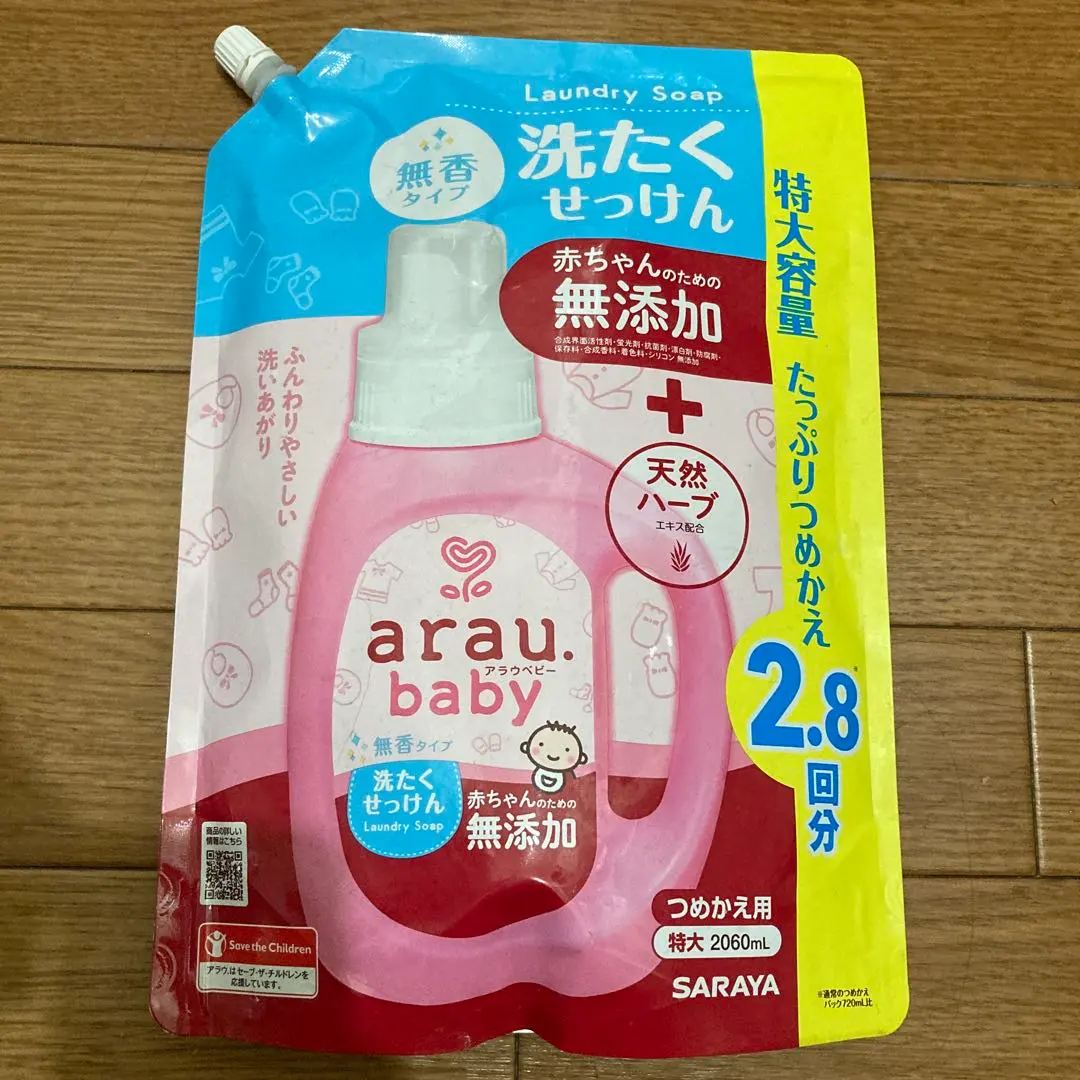 Laundry Soap
洗たく
せっけん
無香
タイプ
赤ちゃんのための
無添加
合成界面活性剤・蛍光剤・抗菌剤・漂白剤・防腐剤・
保存料・合成香料・着色料・シリコン 無添加
天然
ハーブ
エキス配合
ふんわりやさしい
洗いあがり
特大容量 たっぷりつめかえ
2.8※
回分
arau.
アラウベビー
baby
無香タイプ
洗たく
せっけん
Laundry Soap
赤ちゃんのための
無添加
商品の詳しい
情報はこちら
Save the Children
アラウ.はセーブ・ザ・チルドレンを
応援しています。
つめかえ用
特大 2060mL
SARAYA
※通常のつめかえ
パック720mL比